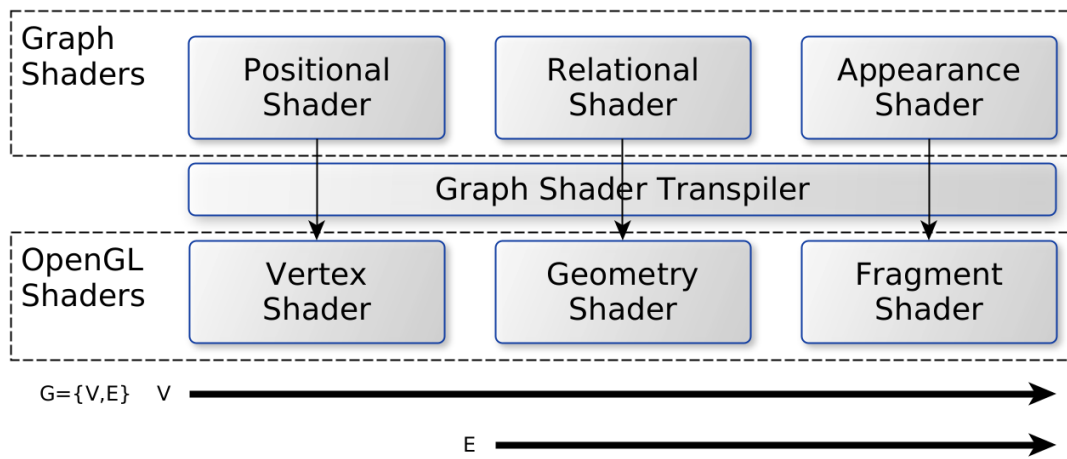 Graph
Shaders
Positional
Shader
Relational
Shader
Appearance
Shader
Graph Shader Transpiler
OpenGL
Shaders
Vertex
Shader
Geometry
Shader
Fragment
Shader
G={V,E} V
E